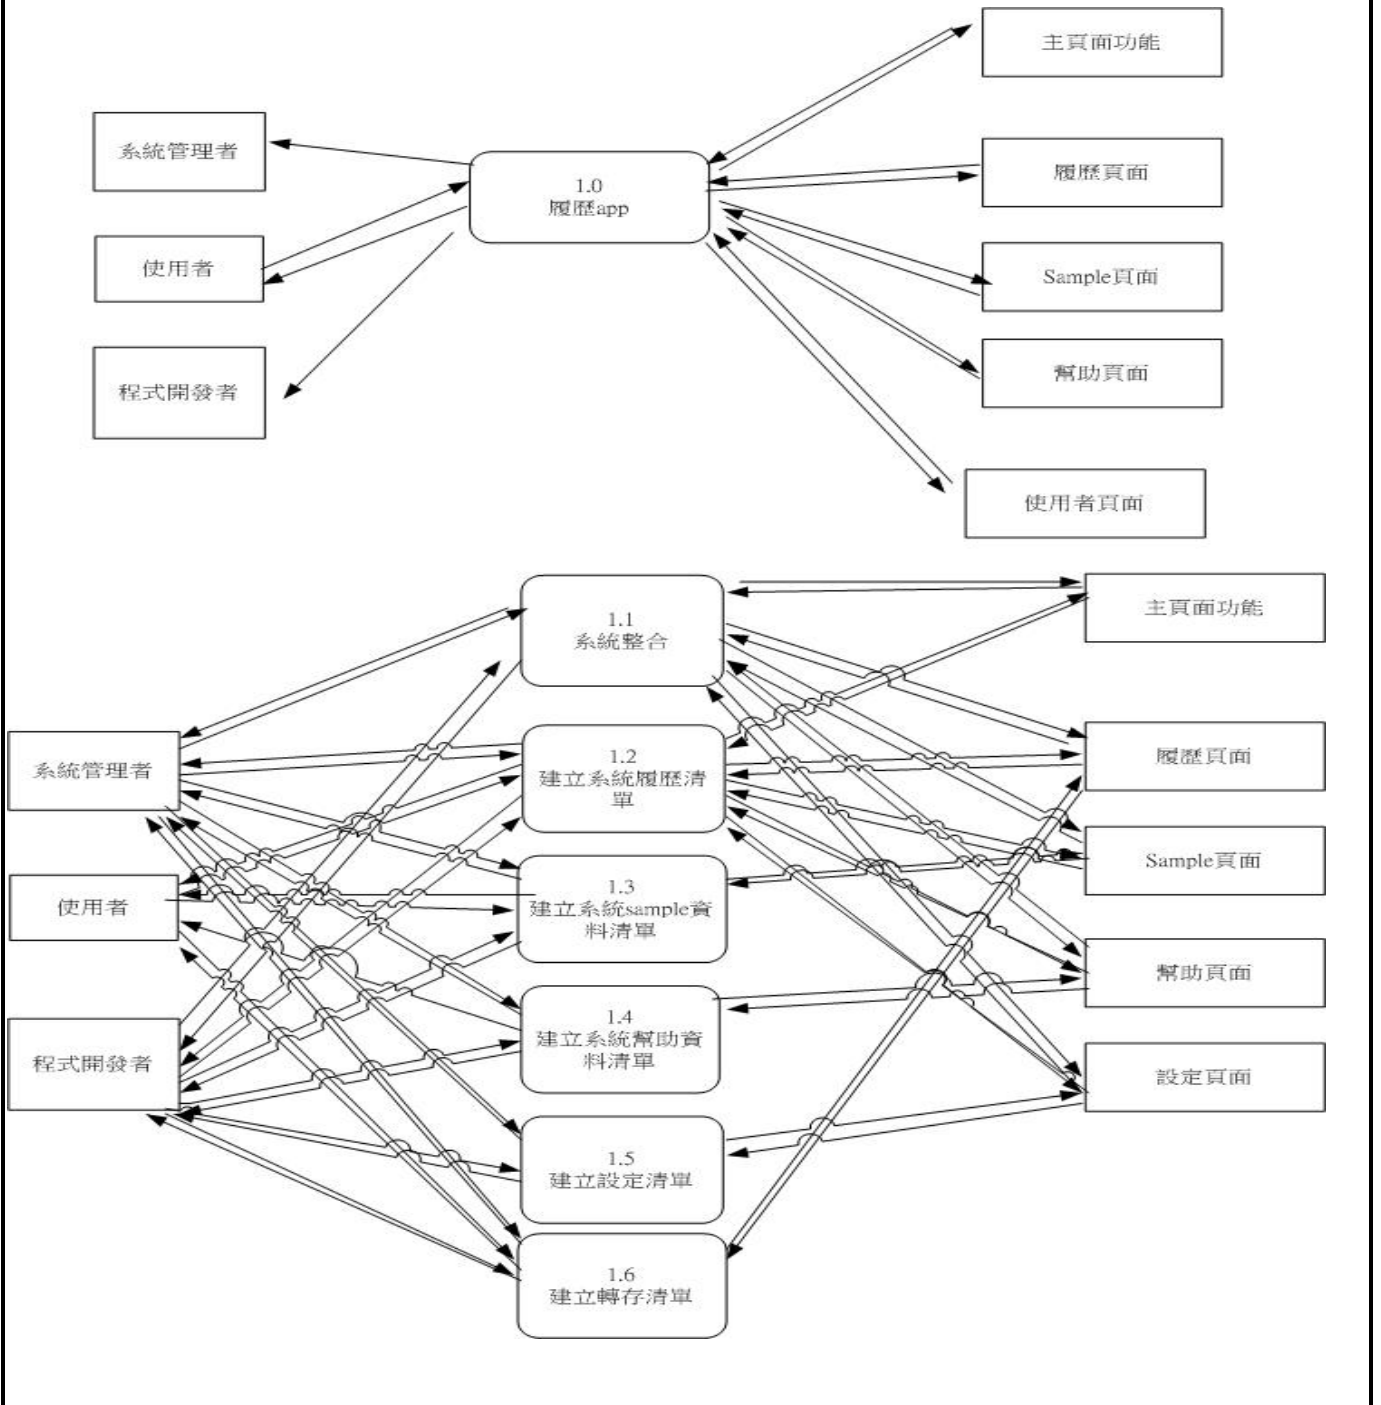 主頁面功能
系統管理者
1.0
履歷app
履歷頁面
使用者
Sample頁面
程式開發者
幫助頁面
使用者頁面
1.1
系統整合
主頁面功能
系統管理者
1.2
建立系統履歷清
單
履歷頁面
使用者
1.3
建立系統sample資
料清單
Sample頁面
程式開發者
1.4
建立系統幫助資
料清單
幫助頁面
設定頁面
1.5
建立設定清單
1.6
建立轉存清單